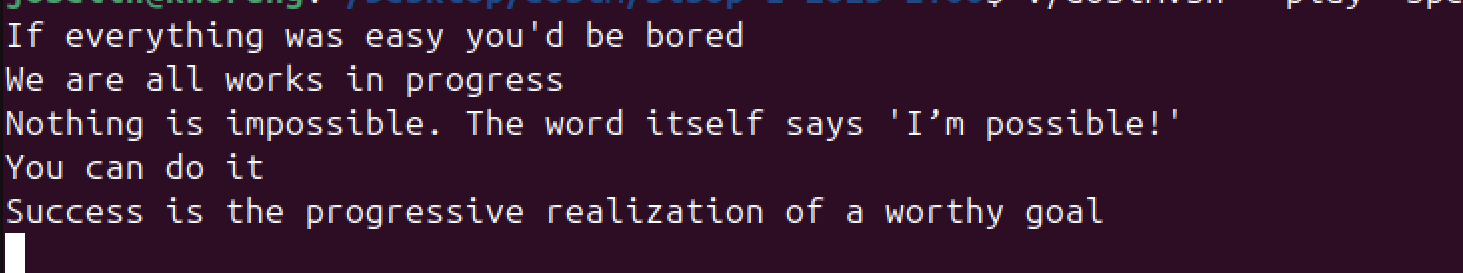 If everything was easy you'd be bored
We are all works in progress
Nothing is impossible. The word itself says 'I’m possible!'
You can do it
Success is the progressive realization of a worthy goal